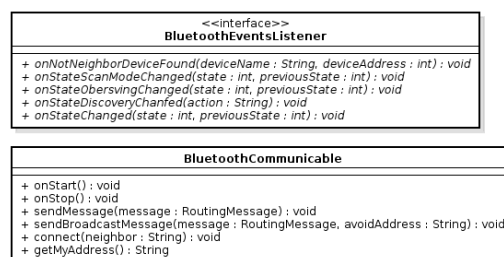 <<interface>>
BluetoothEventsListener
+ onNotNeighborDeviceFound(deviceName : String, deviceAddress : int) : void
+ onStateScanModeChanged(state : int, previousState : int) : void
+ onStateObersvingChanged(state : int, previousState : int) : void
+ onStateDiscoveryChanfed(action : String) : void
+ onStateChanged(state : int, previousState : int) : void
BluetoothCommunicable
+ onStart() : void
+ onStop() : void
+ sendMessage(message : RoutingMessage) : void
+ sendBroadcastMessage(message : RoutingMessage, avoidAddress : String) : void
+ connect(neighbor : String) : void
+ getMyAddress() : String